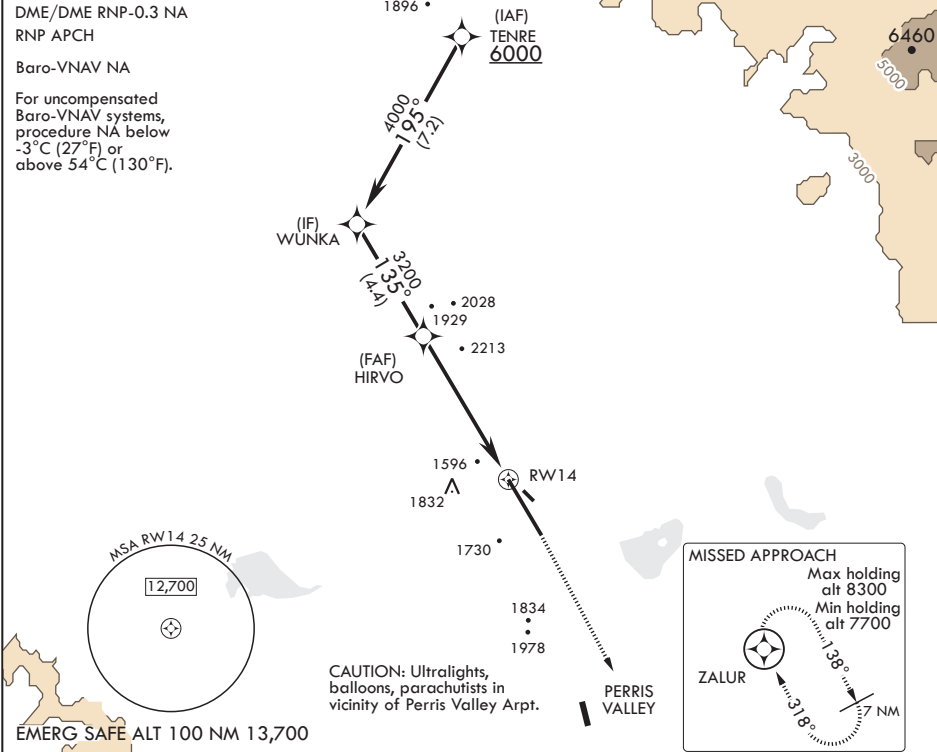 DME/DME RNP-0.3 NA
RNP APCH
Baro-VNAV NA
For uncompensated
Baro-VNAV systems,
procedure NA below
-3°C (27°F) or
above 54°C (130°F).
1896
(IAF)
TENRE
6000
6460
5000
3000
4000
195°
(7.2)
(IF)
WUNKA
3200
135°
(4.4)
2028
1929
2213
(FAF)
HIRVO
1596
RW14
1832
1730
1834
1978
MSA RW14 25 NM
12,700
CAUTION: Ultralights,
balloons, parachutists in
vicinity of Perris Valley Arpt.
PERRIS
VALLEY
MISSED APPROACH
Max holding
alt 8300
Min holding
alt 7700
ZALUR
138°
318°
7 NM
EMERG SAFE ALT 100 NM 13,700